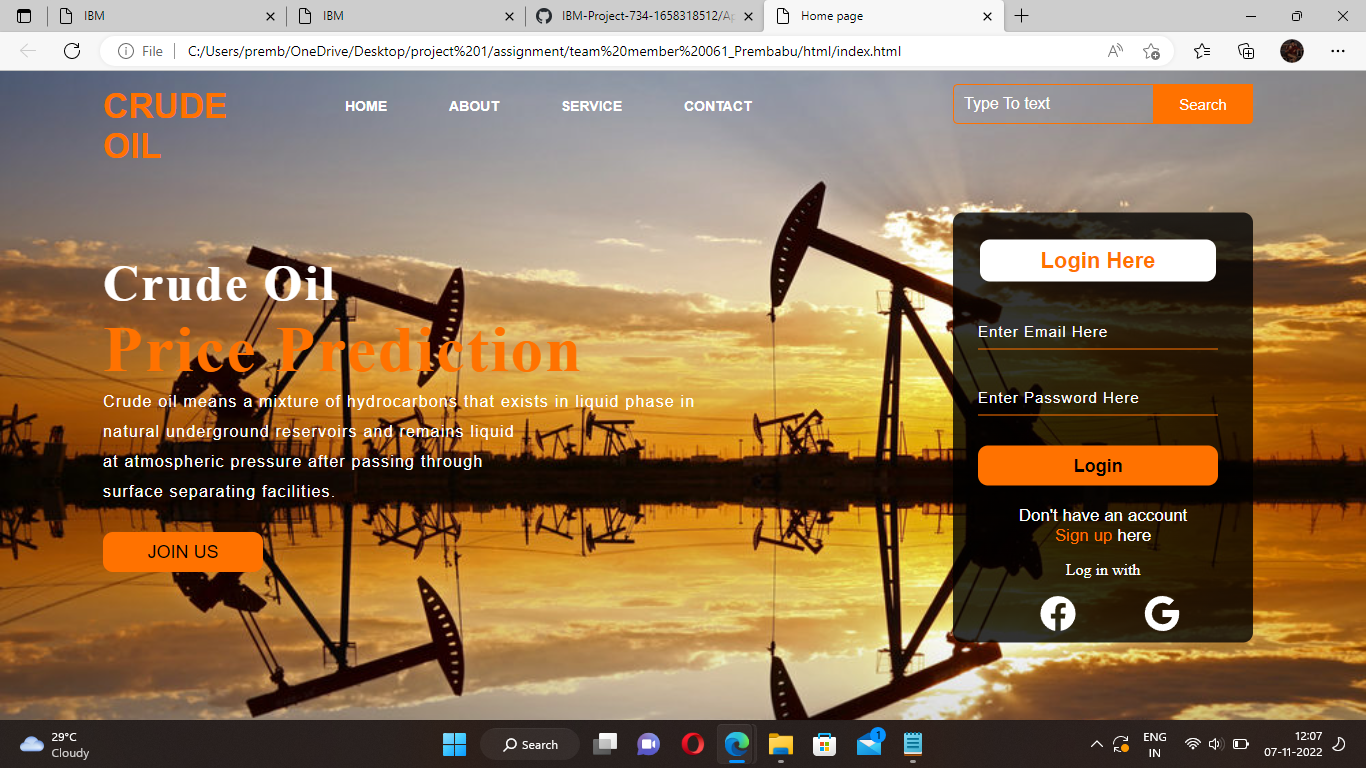 IBM
IBM
IBM-Project-734-1658318512/A
Home page
File
C:/Users/premb/OneDrive/Desktop/project%201/assignment/team%20member%20061_Prembabu/html/index.html
CRUDE
OIL
HOME ABOUT SERVICE CONTACT
Type To text
Search
Crude Oil
Price Prediction
Crude oil means a mixture of hydrocarbons that exists in liquid phase in
natural underground reservoirs and remains liquid
at atmospheric pressure after passing through
surface separating facilities.
JOIN US
Login Here
Enter Email Here
Enter Password Here
Login
Don't have an account
Sign up here
Log in with
29°C
Cloudy
Search
1
ENG
IN
12:07
07-11-2022